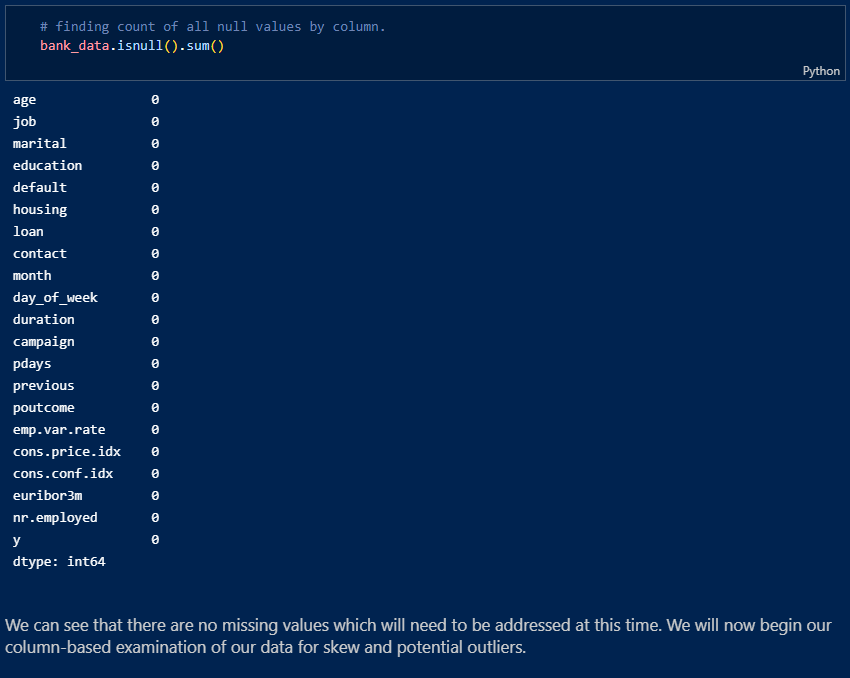 # finding count of all null values by column.
bank_data.isnull().sum()
Python
age 0
job 0
marital 0
education 0
default 0
housing 0
loan 0
contact 0
month 0
day_of_week 0
duration 0
campaign 0
pdays 0
previous 0
poutcome 0
emp.var.rate 0
cons.price.idx 0
cons.conf.idx 0
euribor3m 0
nr.employed 0
y 0
dtype: int64
We can see that there are no missing values which will need to be addressed at this time. We will now begin our
column-based examination of our data for skew and potential outliers.